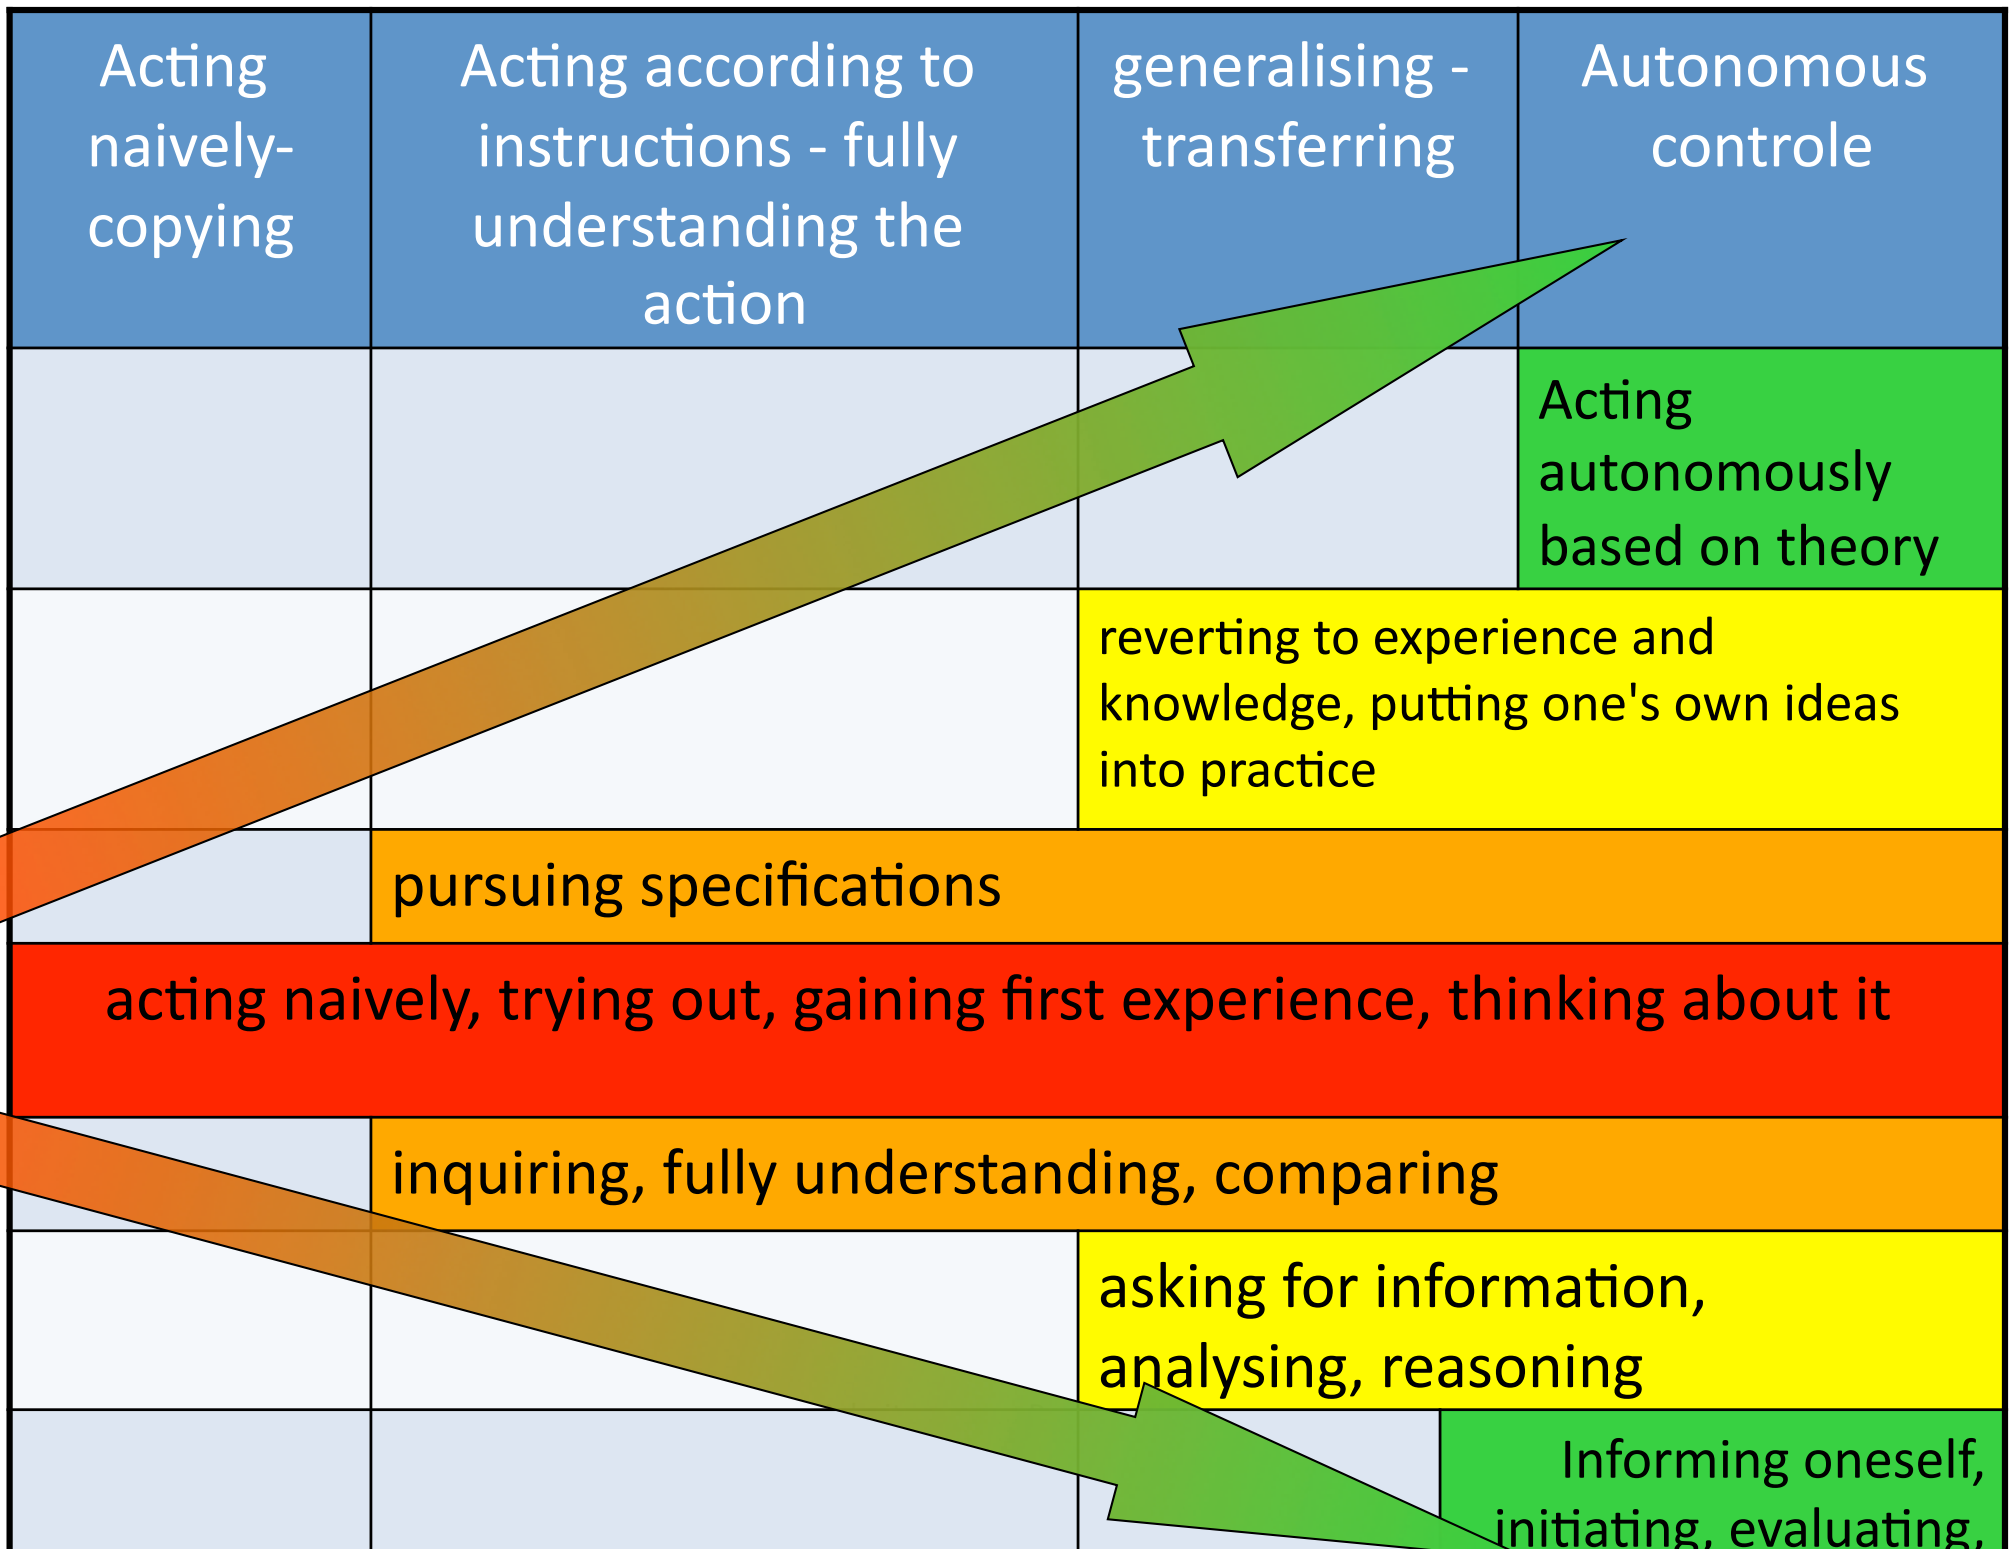 Acting
naively-
copying
Acting according to
instructions - fully
understanding the
action
generalising -
transferring
Autonomous
controle
Acting
autonomously
based on theory
reverting to experience and
knowledge, putting one's own ideas
into practice
pursuing specifications
acting naively, trying out, gaining first experience, thinking about it
inquiring, fully understanding, comparing
asking for information,
analysing, reasoning
Informing oneself,
initiating, evaluating,